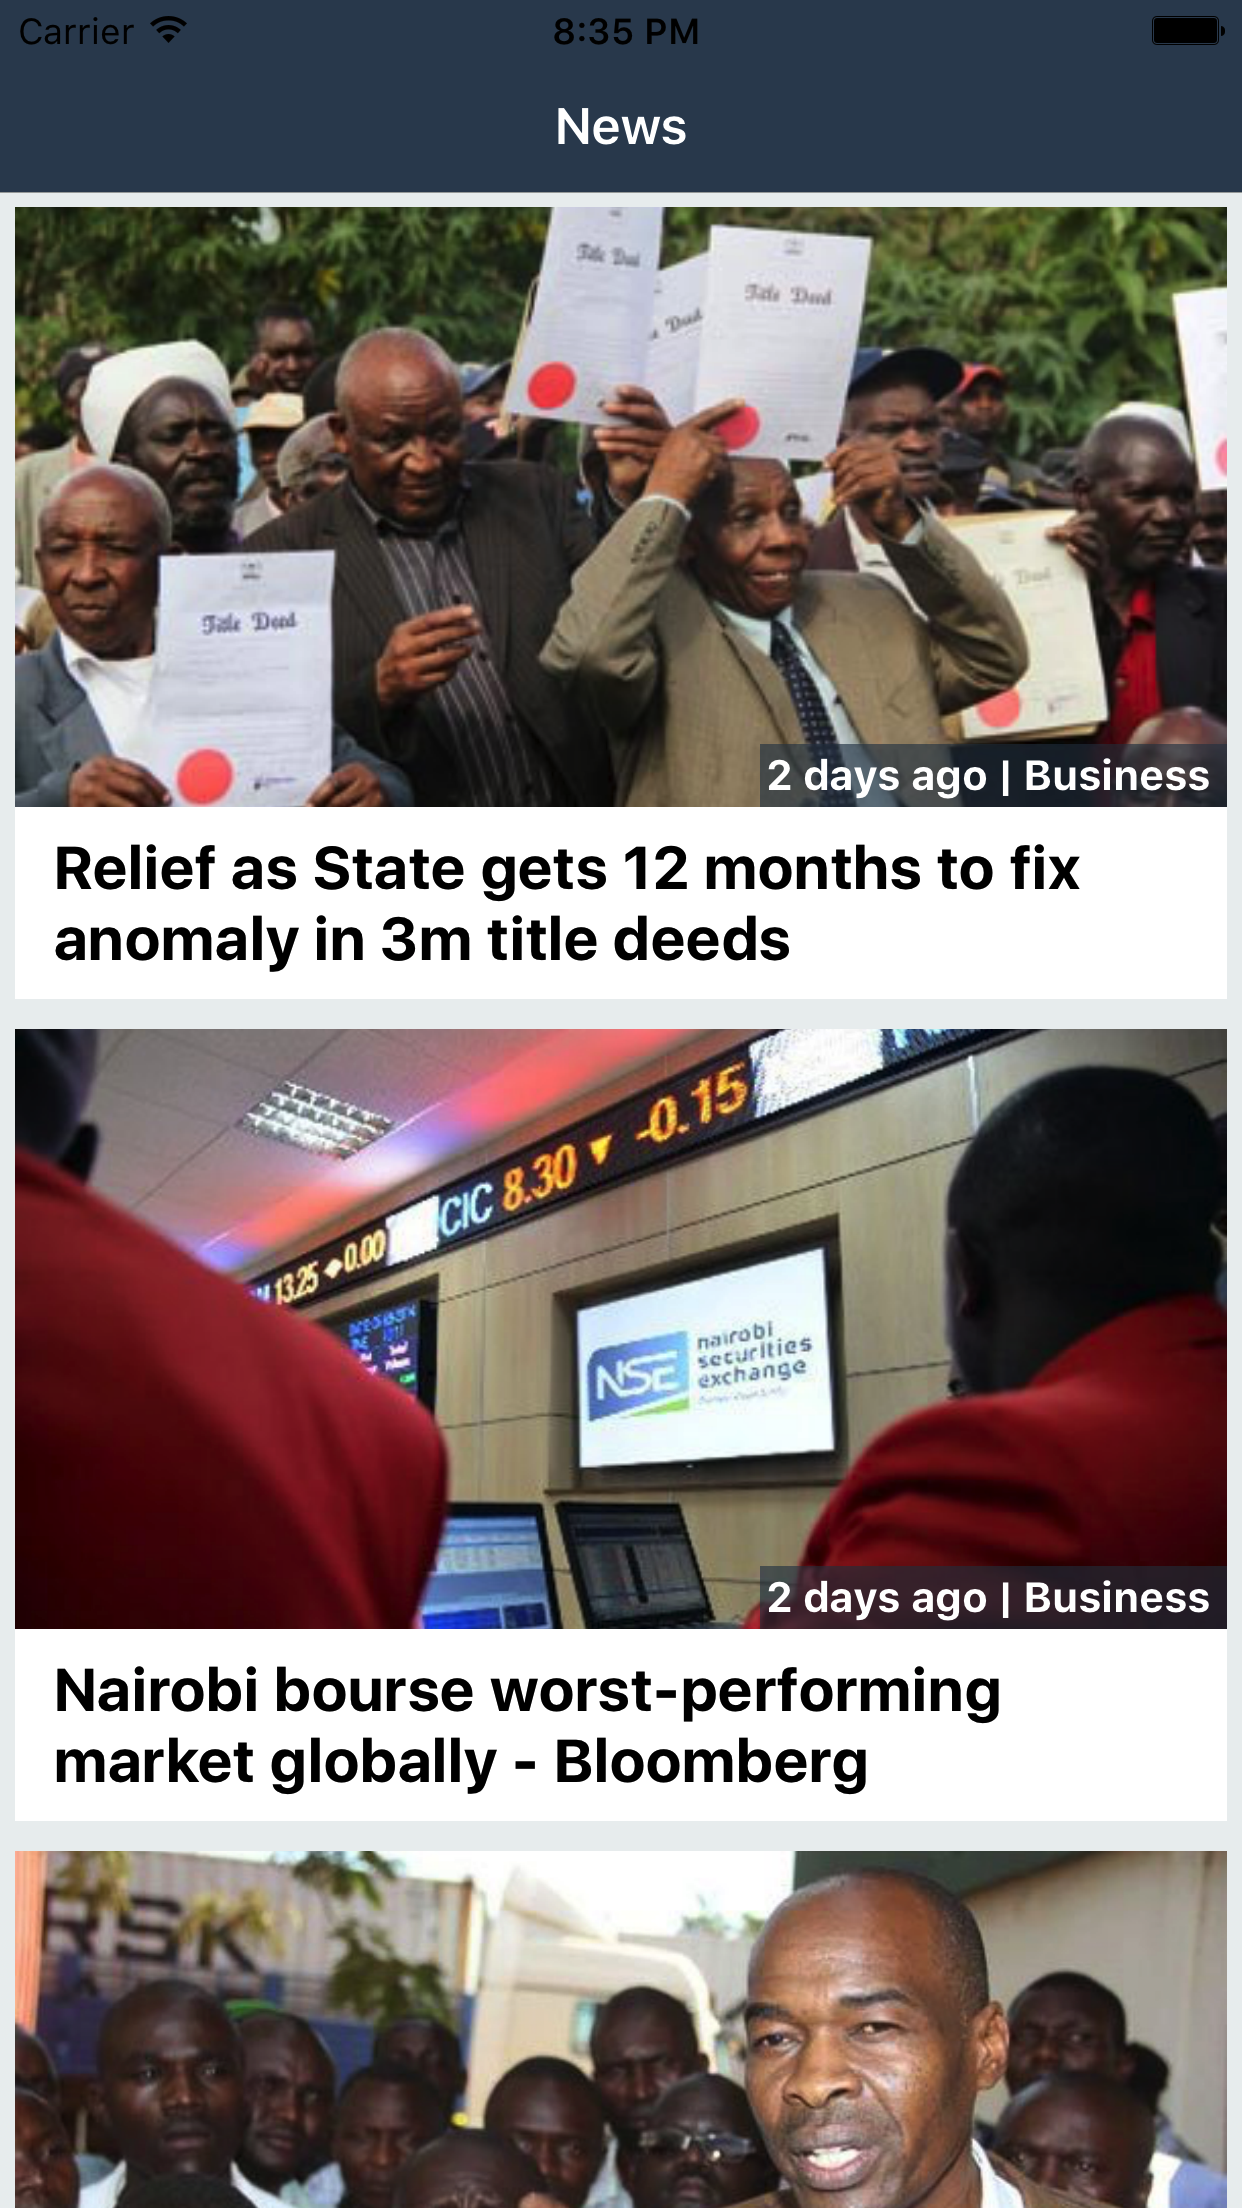 Carrier
8:35 PM
News
Title Deed
Title Deed
Deed
Title Deed
2 days ago | Business
Relief as State gets 12 months to fix
anomaly in 3m title deeds
CIC 8.30 ▼ -0.15
13.25 0.00
NSE
nairobi
securities
exchange
2 days ago | Business
Nairobi bourse worst-performing
market globally - Bloomberg